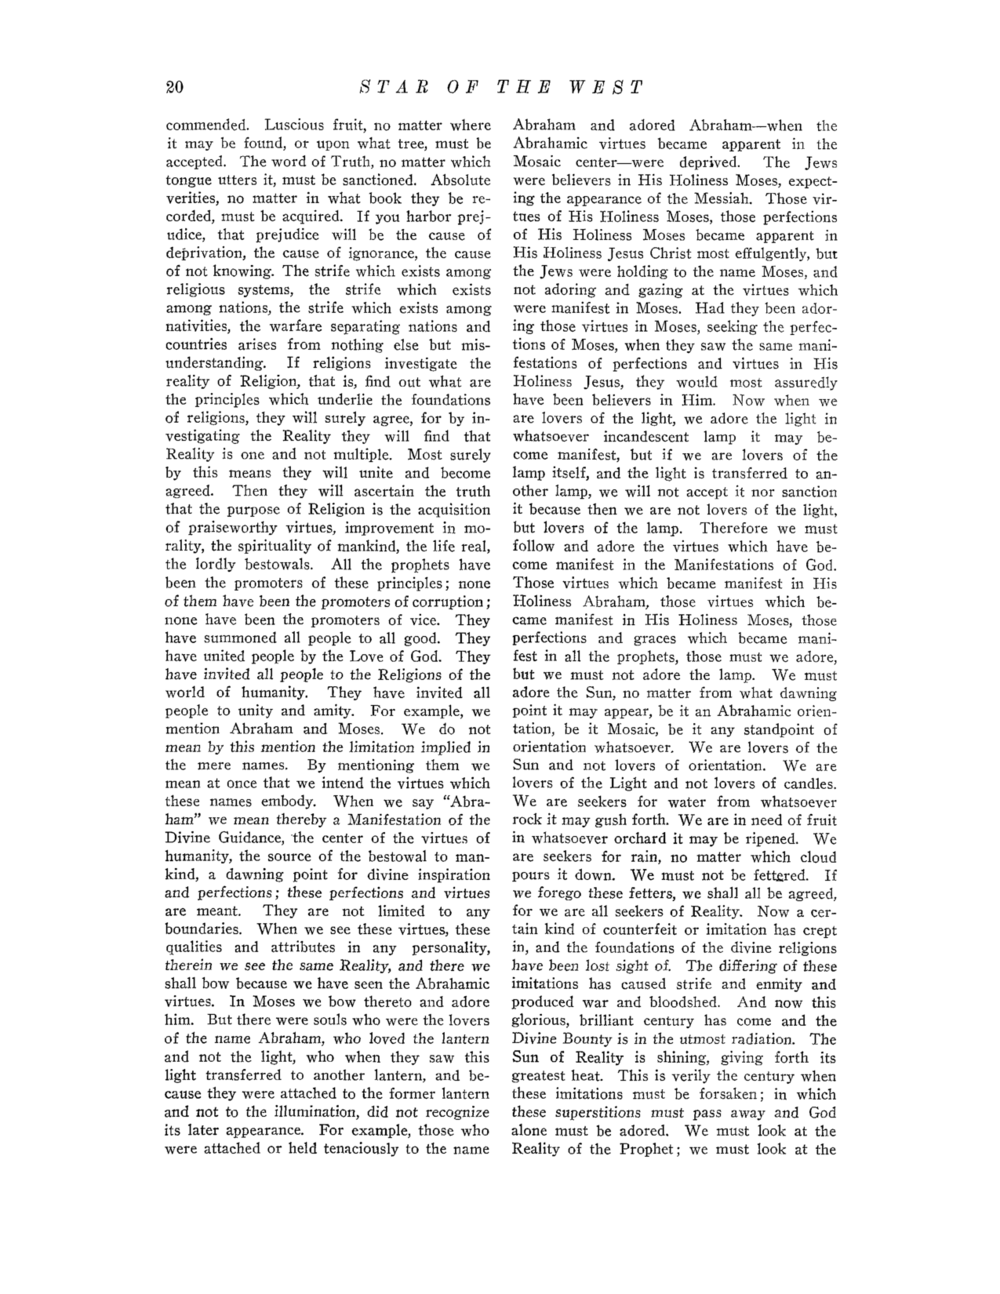 20 STAR OF THE WEST
commended. Luscious fruit, no matter where
it may be found, or upon what tree, must be
accepted. The word of Truth, no matter which
tongue utters it, must be sanctioned. Absolute
verities, no matter in what book they be re-
corded, must be acquired. If you harbor prej-
udice, that prejudice will be the cause of
deprivation, the cause of ignorance, the cause
of not knowing. The strife which exists among
religious systems, the strife which exists
among nations, the strife which exists among
nativities, the warfare separating nations and
countries arises from nothing else but mis-
understanding. If religions investigate the
reality of Religion, that is, find out what are
the principles which underlie the foundations
of religions, they will surely agree, for by in-
vestigating the Reality they will find that
Reality is one and not multiple. Most surely
by this means they will unite and become
agreed. Then they will ascertain the truth
that the purpose of Religion is the acquisition
of praiseworthy virtues, improvement in mo-
rality, the spirituality of mankind, the life real,
the lordly bestowals. All the prophets have
been the promoters of these principles; none
of them have been the promoters of corruption;
none have been the promoters of vice. They
have summoned all people to all good. They
have united people by the Love of God. They
have invited all people to the Religions of the
world of humanity. They have invited all
people to unity and amity. For example, we
mention Abraham and Moses. We do not
mean by this mention the limitation implied in
the mere names. By mentioning them we
mean at once that we intend the virtues which
these names embody. When we say "Abra-
ham" we mean thereby a Manifestation of the
Divine Guidance, the center of the virtues of
humanity, the source of the bestowal to man-
kind, a dawning point for divine inspiration
and perfections; these perfections and virtues
are meant. They are not limited to any
boundaries. When we see these virtues, these
qualities and attributes in any personality,
therein we see the same Reality, and there we
shall bow because we have seen the Abrahamic
virtues. In Moses we bow thereto and adore
him. But there were souls who were the lovers
of the name Abraham, who loved the lantern
and not the light, who when they saw this
light transferred to another lantern, and be-
cause they were attached to the former lantern
and not to the illumination, did not recognize
its later appearance. For example, those who
were attached or held tenaciously to the name
Abraham and adored Abraham—when the
Abrahamic virtues became apparent in the
Mosaic center—were deprived. The Jews
were believers in His Holiness Moses, expect-
ing the appearance of the Messiah. Those vir-
tues of His Holiness Moses, those perfections
of His Holiness Moses became apparent in
His Holiness Jesus Christ most effulgently, but
the Jews were holding to the name Moses, and
not adoring and gazing at the virtues which
were manifest in Moses. Had they been ador-
ing those virtues in Moses, seeking the perfec-
tions of Moses, when they saw the same mani-
festations of perfections and virtues in His
Holiness Jesus, they would most assuredly
have been believers in Him. Now when we
are lovers of the light, we adore the light in
whatsoever incandescent lamp it may be-
come manifest, but if we are lovers of the
lamp itself, and the light is transferred to an-
other lamp, we will not accept it nor sanction
it because then we are not lovers of the light,
but lovers of the lamp. Therefore we must
follow and adore the virtues which have be-
come manifest in the Manifestations of God.
Those virtues which became manifest in His
Holiness Abraham, those virtues which be-
came manifest in His Holiness Moses, those
perfections and graces which became mani-
fest in all the prophets, those must we adore,
but we must not adore the lamp. We must
adore the Sun, no matter from what dawning
point it may appear, be it an Abrahamic orien-
tation, be it Mosaic, be it any standpoint of
orientation whatsoever. We are lovers of the
Sun and not lovers of orientation. We are
lovers of the Light and not lovers of candles.
We are seekers for water from whatsoever
rock it may gush forth. We are in need of fruit
in whatsoever orchard it may be ripened. We
are seekers for rain, no matter which cloud
pours it down. We must not be fettered. If
we forego these fetters, we shall all be agreed,
for we are all seekers of Reality. Now a cer-
tain kind of counterfeit or imitation has crept
in, and the foundations of the divine religions
have been lost sight of. The differing of these
imitations has caused strife and enmity and
produced war and bloodshed. And now this
glorious, brilliant century has come and the
Divine Bounty is in the utmost radiation. The
Sun of Reality is shining, giving forth its
greatest heat. This is verily the century when
these imitations must be forsaken; in which
these superstitions must pass away and God
alone must be adored. We must look at the
Reality of the Prophet; we must look at the